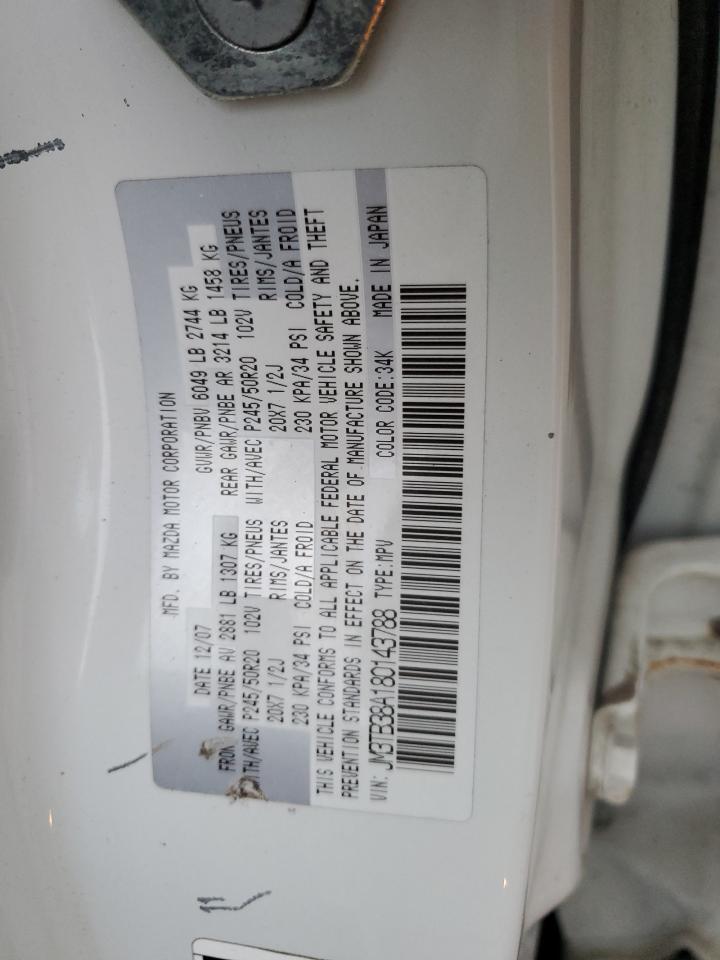 MFD. BY MAZDA MOTOR CORPORATION
DATE 12/07 GVWR/PNBV 6049 LB 2744 KG
FRONT GAWR/PNBE AV 2881 LB 1307 KG REAR GAWR/PNBE AR 3214 LB 1458 KG
WITH/AVEC P245/50R20 102V TIRES/PNEUS WITH/AVEC P245/50R20 102V TIRES/PNEUS
20X7 1/2J RIMS/JANTES 20X7 1/2J RIMS/JANTES
230 KPA/34 PSI COLD/A FROID 230 KPA/34 PSI COLD/A FROID
THIS VEHICLE CONFORMS TO ALL APPLICABLE FEDERAL MOTOR VEHICLE SAFETY AND THEFT
PREVENTION STANDARDS IN EFFECT ON THE DATE OF MANUFACTURE SHOWN ABOVE.
VIN: JM3TB38A180143788 TYPE:MPV COLOR CODE:34K MADE IN JAPAN